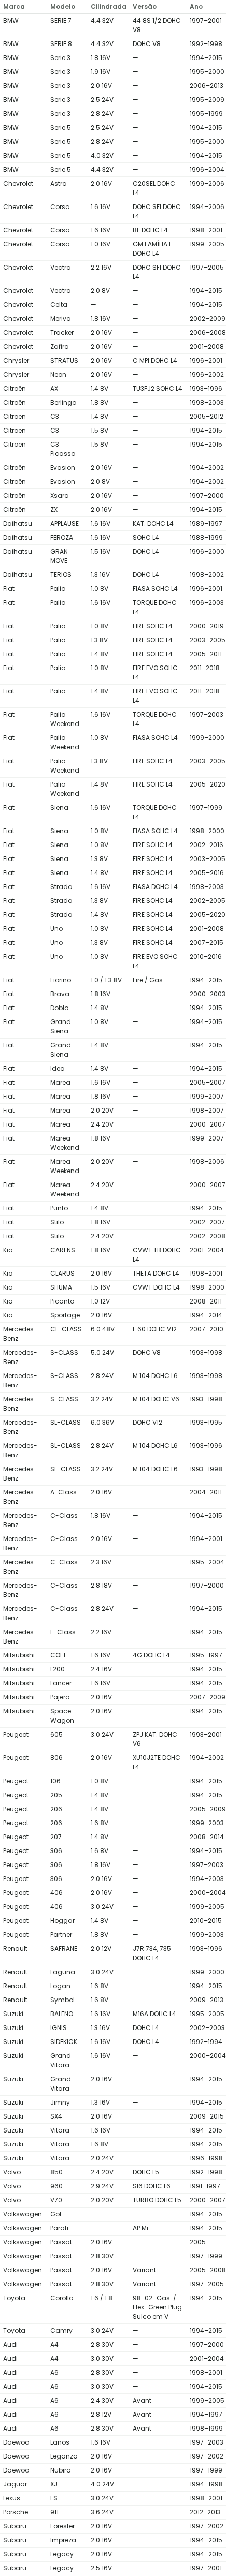 Marca Modelo Cilindrada Versão Ano
BMW SERIE 7 4.4 32V 44 8S 1/2 DOHC 1997–2001
V8
BMW SERIE 8 4.4 32V DOHC V8 1992–1998
BMW Serie 3 1.8 16V — 1994–2015
BMW Serie 3 1.9 16V — 1995–2000
BMW Serie 3 2.0 16V — 2006–2013
BMW Serie 3 2.5 24V — 1995–2009
BMW Serie 3 2.8 24V — 1995–1999
BMW Serie 5 2.5 24V — 1994–2015
BMW Serie 5 2.8 24V — 1995–2000
BMW Serie 5 4.0 32V — 1994–2015
BMW Serie 5 4.4 32V — 1996–2004
Chevrolet Astra 2.0 16V C20SEL DOHC 1999–2006
L4
Chevrolet Corsa 1.6 16V DOHC SFI DOHC 1994–2006
L4
Chevrolet Corsa 1.6 16V BE DOHC L4 1998–2001
Chevrolet Corsa 1.0 16V GM FAMÍLIA I 1999–2005
DOHC L4
Chevrolet Vectra 2.2 16V DOHC SFI DOHC 1997–2005
L4
Chevrolet Vectra 2.0 8V — 1994–2015
Chevrolet Celta — — 1994–2015
Chevrolet Meriva 1.8 16V — 2002–2009
Chevrolet Tracker 2.0 16V — 2006–2008
Chevrolet Zafira 2.0 16V — 2001–2008
Chrysler STRATUS 2.0 16V C MPI DOHC L4 1996–2001
Chrysler Neon 2.0 16V — 1996–2002
Citroën AX 1.4 8V TU3FJ2 SOHC L4 1993–1996
Citroën Berlingo 1.8 8V — 1998–2003
Citroën C3 1.4 8V — 2005–2012
Citroën C3 1.5 8V — 1994–2015
Citroën C3 1.5 8V — 1994–2015
Picasso
Citroën Evasion 2.0 16V — 1994–2002
Citroën Evasion 2.0 8V — 1994–2002
Citroën Xsara 2.0 16V — 1997–2000
Citroën ZX 2.0 16V — 1994–2015
Daihatsu APPLAUSE 1.6 16V KAT. DOHC L4 1989–1997
Daihatsu FEROZA 1.6 16V SOHC L4 1988–1999
Daihatsu GRAN 1.5 16V DOHC L4 1996–2000
MOVE
Daihatsu TERIOS 1.3 16V DOHC L4 1998–2002
Fiat Palio 1.0 8V FIASA SOHC L4 1996–2001
Fiat Palio 1.6 16V TORQUE DOHC 1996–2003
L4
Fiat Palio 1.0 8V FIRE SOHC L4 2000–2019
Fiat Palio 1.3 8V FIRE SOHC L4 2003–2005
Fiat Palio 1.4 8V FIRE SOHC L4 2005–2011
Fiat Palio 1.0 8V FIRE EVO SOHC 2011–2018
L4
Fiat Palio 1.4 8V FIRE EVO SOHC 2011–2018
L4
Fiat Palio 1.6 16V TORQUE DOHC 1997–2003
Weekend L4
Fiat Palio 1.0 8V FIASA SOHC L4 1999–2000
Weekend
Fiat Palio 1.3 8V FIRE SOHC L4 2003–2005
Weekend
Fiat Palio 1.4 8V FIRE SOHC L4 2005–2020
Weekend
Fiat Siena 1.6 16V TORQUE DOHC 1997–1999
L4
Fiat Siena 1.0 8V FIASA SOHC L4 1998–2000
Fiat Siena 1.0 8V FIRE SOHC L4 2002–2016
Fiat Siena 1.3 8V FIRE SOHC L4 2003–2005
Fiat Siena 1.4 8V FIRE SOHC L4 2005–2016
Fiat Strada 1.6 16V FIASA DOHC L4 1998–2003
Fiat Strada 1.3 8V FIRE SOHC L4 2002–2005
Fiat Strada 1.4 8V FIRE SOHC L4 2005–2020
Fiat Uno 1.0 8V FIRE SOHC L4 2001–2008
Fiat Uno 1.3 8V FIRE SOHC L4 2007–2015
Fiat Uno 1.0 8V FIRE EVO SOHC 2010–2016
L4
Fiat Fiorino 1.0 / 1.3 8V Fire / Gas 1994–2015
Fiat Brava 1.8 16V — 2000–2003
Fiat Doblo 1.4 8V — 1994–2015
Fiat Grand 1.0 8V — 1994–2015
Siena
Fiat Grand 1.4 8V — 1994–2015
Siena
Fiat Idea 1.4 8V — 1994–2015
Fiat Marea 1.6 16V — 2005–2007
Fiat Marea 1.8 16V — 1999–2007
Fiat Marea 2.0 20V — 1998–2007
Fiat Marea 2.4 20V — 2000–2007
Fiat Marea 1.8 16V — 1999–2007
Weekend
Fiat Marea 2.0 20V — 1998–2006
Weekend
Fiat Marea 2.4 20V — 2000–2007
Weekend
Fiat Punto 1.4 8V — 1994–2015
Fiat Stilo 1.8 16V — 2002–2007
Fiat Stilo 2.4 20V — 2002–2008
Kia CARENS 1.8 16V CVWT TB DOHC 2001–2004
L4
Kia CLARUS 2.0 16V THETA DOHC L4 1998–2001
Kia SHUMA 1.5 16V CVWT DOHC L4 1998–2000
Kia Picanto 1.0 12V — 2008–2011
Kia Sportage 2.0 16V — 1994–2014
Mercedes- CL-CLASS 6.0 48V E 60 DOHC V12 2007–2010
Benz
Mercedes- S-CLASS 5.0 24V DOHC V8 1993–1998
Benz
Mercedes- S-CLASS 2.8 24V M 104 DOHC L6 1993–1998
Benz
Mercedes- S-CLASS 3.2 24V M 104 DOHC V6 1993–1998
Benz
Mercedes- SL-CLASS 6.0 36V DOHC V12 1993–1995
Benz
Mercedes- SL-CLASS 2.8 24V M 104 DOHC L6 1993–1996
Benz
Mercedes- SL-CLASS 3.2 24V M 104 DOHC L6 1993–1998
Benz
Mercedes- A-Class 2.0 16V — 2004–2011
Benz
Mercedes- C-Class 1.8 16V — 1994–2015
Benz
Mercedes- C-Class 2.0 16V — 1994–2001
Benz
Mercedes- C-Class 2.3 16V — 1995–2004
Benz
Mercedes- C-Class 2.8 18V — 1997–2000
Benz
Mercedes- C-Class 2.8 24V — 1994–2015
Benz
Mercedes- E-Class 2.2 16V — 1994–2015
Benz
Mitsubishi COLT 1.6 16V 4G DOHC L4 1995–1997
Mitsubishi L200 2.4 16V — 1994–2015
Mitsubishi Lancer 1.6 16V — 1994–2015
Mitsubishi Pajero 2.0 16V — 2007–2009
Mitsubishi Space 2.0 16V — 1994–2015
Wagon
Peugeot 605 3.0 24V ZPJ KAT. DOHC 1993–2001
V6
Peugeot 806 2.0 16V XU10J2TE DOHC 1994–2002
L4
Peugeot 106 1.0 8V — 1994–2015
Peugeot 205 1.4 8V — 1994–2015
Peugeot 206 1.4 8V — 2005–2009
Peugeot 206 1.6 8V — 1999–2003
Peugeot 207 1.4 8V — 2008–2014
Peugeot 306 1.6 8V — 1994–2015
Peugeot 306 1.8 16V — 1997–2003
Peugeot 306 2.0 16V — 1994–2003
Peugeot 406 2.0 16V — 2000–2004
Peugeot 406 3.0 24V — 1999–2005
Peugeot Hoggar 1.4 8V — 2010–2015
Peugeot Partner 1.8 8V — 1999–2003
Renault SAFRANE 2.0 12V J7R 734, 735 1993–1996
DOHC L4
Renault Laguna 3.0 24V — 1999–2000
Renault Logan 1.6 8V — 1994–2015
Renault Symbol 1.6 8V — 2009–2013
Suzuki BALENO 1.6 16V M16A DOHC L4 1995–2005
Suzuki IGNIS 1.3 16V DOHC L4 2002–2003
Suzuki SIDEKICK 1.6 16V DOHC L4 1992–1994
Suzuki Grand 1.6 16V — 2000–2004
Vitara
Suzuki Grand 2.0 16V — 1994–2015
Vitara
Suzuki Jimny 1.3 16V — 1994–2015
Suzuki SX4 2.0 16V — 2009–2015
Suzuki Vitara 1.6 16V — 1994–2015
Suzuki Vitara 1.6 8V — 1994–2015
Suzuki Vitara 2.0 24V — 1996–1998
Volvo 850 2.4 20V DOHC L5 1992–1998
Volvo 960 2.9 24V SI6 DOHC L6 1991–1997
Volvo V70 2.0 20V TURBO DOHC L5 2000–2007
Volkswagen Gol — — 1994–2015
Volkswagen Parati — AP Mi 1994–2015
Volkswagen Passat 2.0 16V — 2005
Volkswagen Passat 2.8 30V — 1997–1999
Volkswagen Passat 2.0 16V Variant 2005–2008
Volkswagen Passat 2.8 30V Variant 1997–2005
Toyota Corolla 1.6 / 1.8 98-02 · Gas. / 1994–2015
Flex · Green Plug
Sulco em V
Toyota Camry 3.0 24V — 1994–2015
Audi A4 2.8 30V — 1997–2000
Audi A4 3.0 30V — 2001–2004
Audi A6 2.8 30V — 1998–2001
Audi A6 3.0 30V — 1994–2015
Audi A6 2.4 30V Avant 1999–2005
Audi A6 2.8 12V Avant 1994–1997
Audi A6 2.8 30V Avant 1998–1999
Daewoo Lanos 1.6 16V — 1997–2003
Daewoo Leganza 2.0 16V — 1997–2002
Daewoo Nubira 2.0 16V — 1997–1999
Jaguar XJ 4.0 24V — 1994–1998
Lexus ES 3.0 24V — 1998–2001
Porsche 911 3.6 24V — 2012–2013
Subaru Forester 2.0 16V — 1997–2002
Subaru Impreza 2.0 16V — 1994–2015
Subaru Legacy 2.0 16V — 1994–2015
Subaru Legacy 2.5 16V — 1997–2001